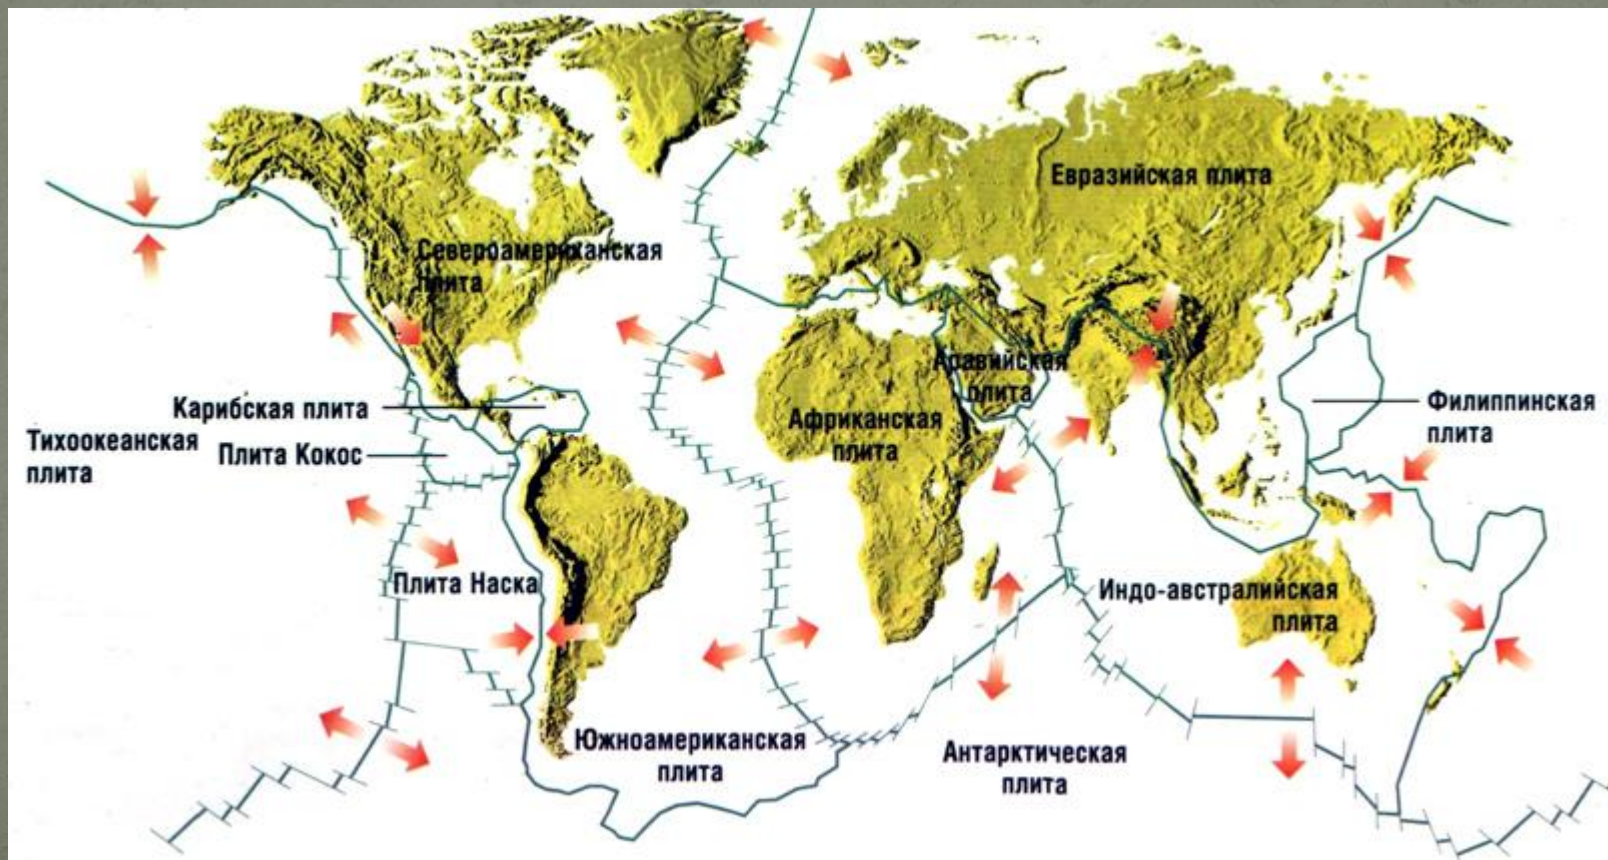 Евразийская плита
Североамериханская
плита
Аравийская
плита
Карибская плита
Африканская
плита
Филиппинская
плита
Тихоокеанская
плита
Плита Кокос
Плита Наска
Индо-австралийская
плита
Южноамериканская
плита
Антарктическая
плита